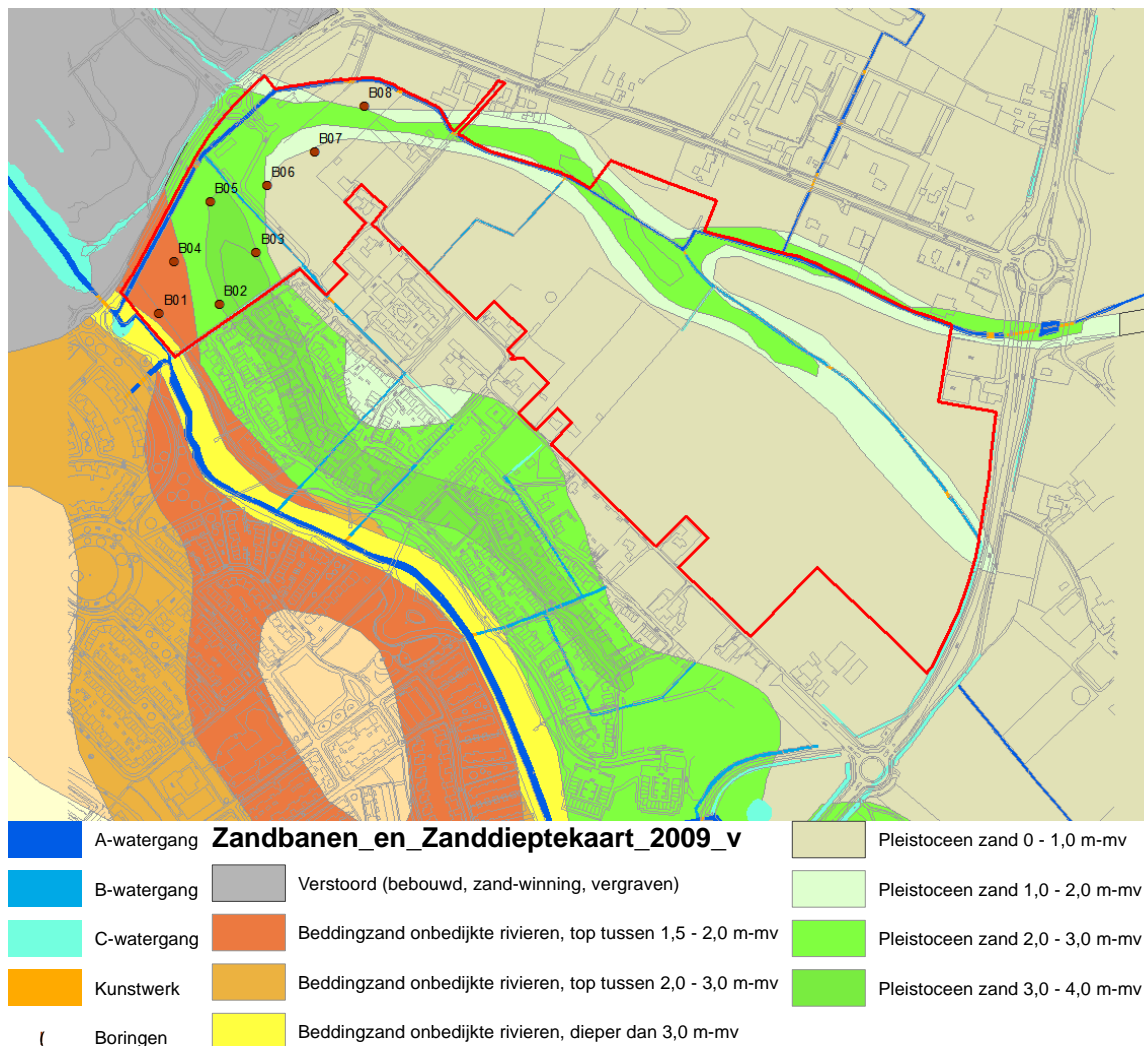 B08
B07
B06
B05
B03
B04
B02
B01
Zandbanen_en_Zanddieptekaart_2009_v
A-watergang
B-watergang
C-watergang
Kunstwerk
Boringen
Verstoord (bebouwd, zand-winning, vergraven)
Beddingzand onbedijkte rivieren, top tussen 1,5 - 2,0 m-mv
Beddingzand onbedijkte rivieren, top tussen 2,0 - 3,0 m-mv
Beddingzand onbedijkte rivieren, dieper dan 3,0 m-mv
Pleistoceen zand 0 - 1,0 m-mv
Pleistoceen zand 1,0 - 2,0 m-mv
Pleistoceen zand 2,0 - 3,0 m-mv
Pleistoceen zand 3,0 - 4,0 m-mv